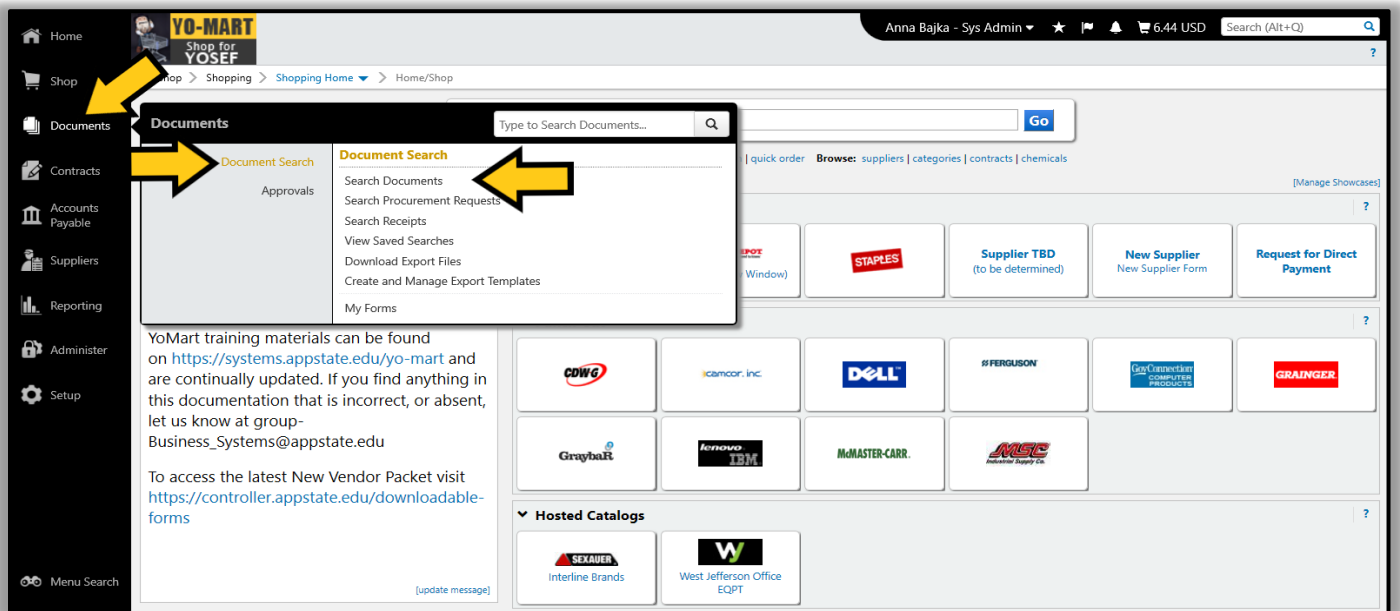 YO-MART
Shop for
YOSEF
Anna Bajka - Sys Admin
6.44 USD
Search (Alt+Q)
?
Home
Shop
Documents
Contracts
Accounts
Payable
Suppliers
Reporting
Administer
Setup
Menu Search
Shopping > Shopping Home > Home/Shop
Go
| quick order Browse: suppliers | categories | contracts | chemicals
[Manage Showcases]
Documents
Type to Search Documents...
Document Search
Approvals
Document Search
Search Documents
Search Procurement Requests
Search Receipts
View Saved Searches
Download Export Files
Create and Manage Export Templates
My Forms
?
Window)
STAPLES
Supplier TBD
(to be determined)
New Supplier
New Supplier Form
Request for Direct
Payment
YoMart training materials can be found
on https://systems.appstate.edu/yo-mart and
are continually updated. If you find anything in
this documentation that is incorrect, or absent,
let us know at group-
Business_Systems@appstate.edu
To access the latest New Vendor Packet visit
https://controller.appstate.edu/downloadable-
forms
[update message]
?
CDWG
camcor, inc.
DELL
FERGUSON
GovConnection
COMPUTER
PRODUCTS
GRAINGER
GraybaR
lenovo
IBM
McMASTER-CARR.
MSC
Industrial Supply Co.
Hosted Catalogs
?
SEXAUER
Interline Brands
West Jefferson Office
EQPT